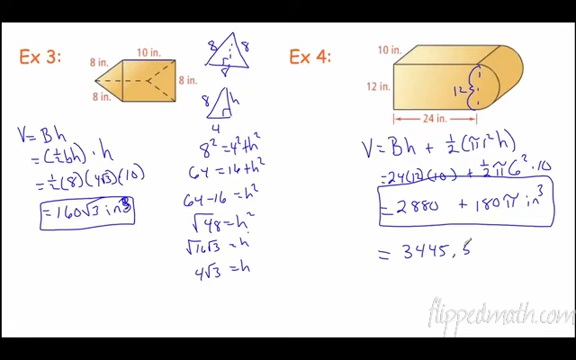 Ex 3:
8 in.
10 in.
8 in.
8 in.
8
8
8
8
h
4
V = Bh
= (½bh) · h
= ½(8)(4√3)(10)
= 160√3 in³
8² = 4² + h²
64 = 16 + h²
64 - 16 = h²
√48 = h²
√16√3 = h
4√3 = h
Ex 4:
10 in.
12 in.
12
24 in.
V = Bh + ½(πr²h)
= 24(12)(10) + ½π6²·10
= 2880 + 180π in³
= 3445.5
flippedmath.com